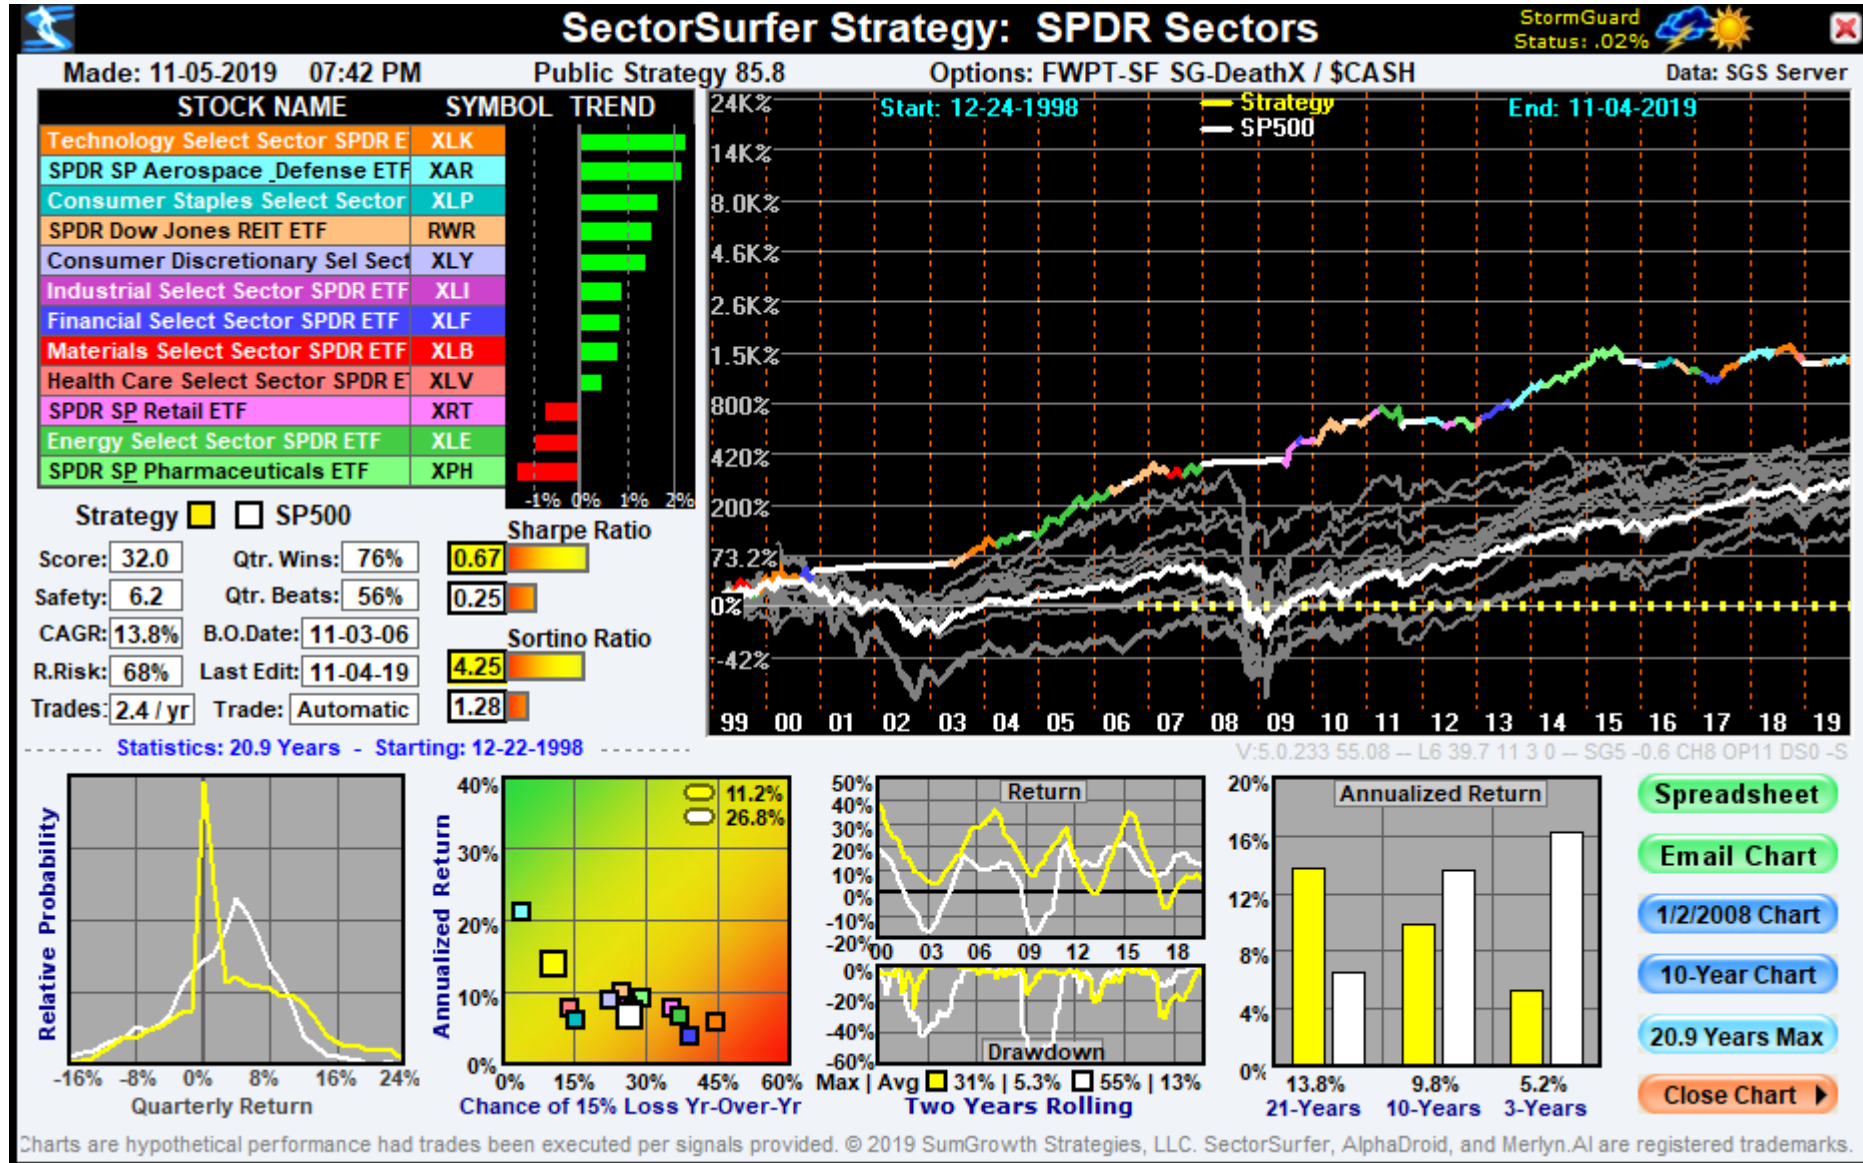 SectorSurfer Strategy: SPDR Sectors
StormGuard
Status: .02%
Made: 11-05-2019 07:42 PM
Public Strategy 85.8
Options: FWPT-SF SG-DeathX / $CASH
Data: SGS Server
STOCK NAME SYMBOL TREND
Technology Select Sector SPDR E XLK
SPDR SP Aerospace _Defense ETF XAR
Consumer Staples Select Sector XLP
SPDR Dow Jones REIT ETF RWR
Consumer Discretionary Sel Sect XLY
Industrial Select Sector SPDR ETF XLI
Financial Select Sector SPDR ETF XLF
Materials Select Sector SPDR ETF XLB
Health Care Select Sector SPDR E XLV
SPDR SP Retail ETF XRT
Energy Select Sector SPDR ETF XLE
SPDR SP Pharmaceuticals ETF XPH
-1% 0% 1% 2%
Start: 12-24-1998
Strategy
SP500
End: 11-04-2019
24K%
14K%
8.0K%
4.6K%
2.6K%
1.5K%
800%
420%
200%
73.2%
0%
-42%
99 00 01 02 03 04 05 06 07 08 09 10 11 12 13 14 15 16 17 18 19
Strategy SP500
Score: 32.0 Qtr. Wins: 76%
Safety: 6.2 Qtr. Beats: 56%
CAGR: 13.8% B.O.Date: 11-03-06
R.Risk: 68% Last Edit: 11-04-19
Trades: 2.4 / yr Trade: Automatic
Sharpe Ratio
0.67
0.25
Sortino Ratio
4.25
1.28
Statistics: 20.9 Years - Starting: 12-22-1998
V:5.0.233 55.08 -- L6 39.7 11 3 0 -- SG5 -0.6 CH8 OP11 DS0 -S
Relative Probability
-16% -8% 0% 8% 16% 24%
Quarterly Return
Annualized Return
40%
30%
20%
10%
0%
11.2%
26.8%
0% 15% 30% 45% 60%
Chance of 15% Loss Yr-Over-Yr
Return
50%
40%
30%
20%
10%
0%
-10%
-20%
00 03 06 09 12 15 18
0%
-20%
-40%
-60%
Drawdown
Max | Avg 31% | 5.3% 55% | 13%
Two Years Rolling
Annualized Return
20%
16%
12%
8%
4%
0%
13.8% 9.8% 5.2%
21-Years 10-Years 3-Years
Spreadsheet
Email Chart
1/2/2008 Chart
10-Year Chart
20.9 Years Max
Close Chart
Charts are hypothetical performance had trades been executed per signals provided. © 2019 SumGrowth Strategies, LLC. SectorSurfer, AlphaDroid, and Merlyn.AI are registered trademarks.